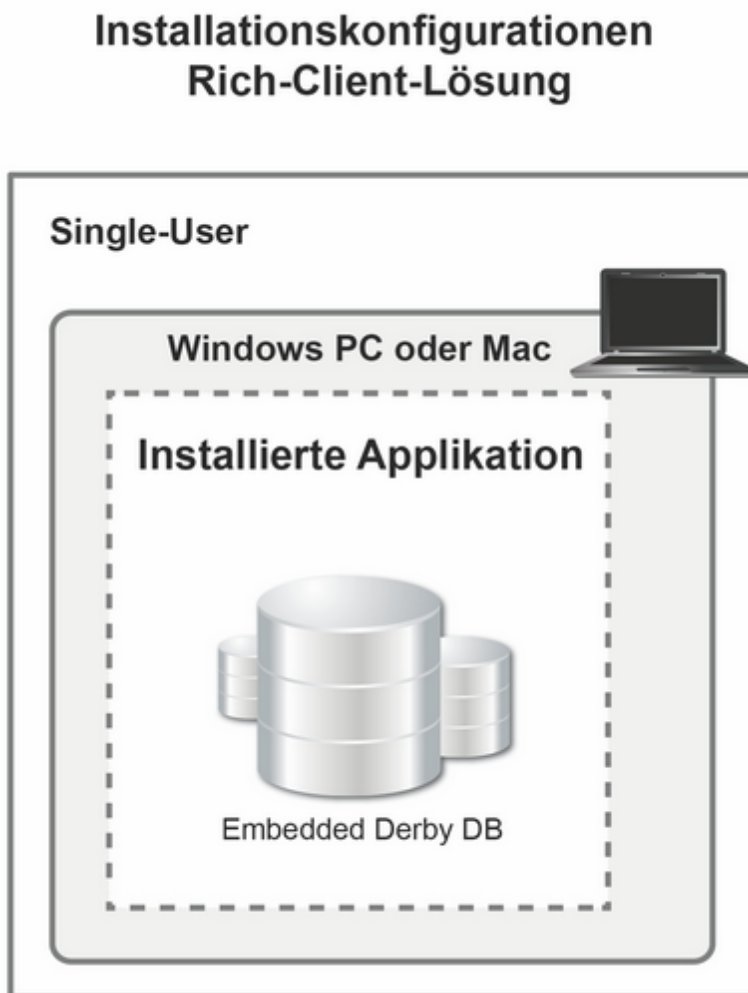 Installationskonfigurationen
Rich-Client-Lösung
Single-User
Windows PC oder Mac
Installierte Applikation
Embedded Derby DB